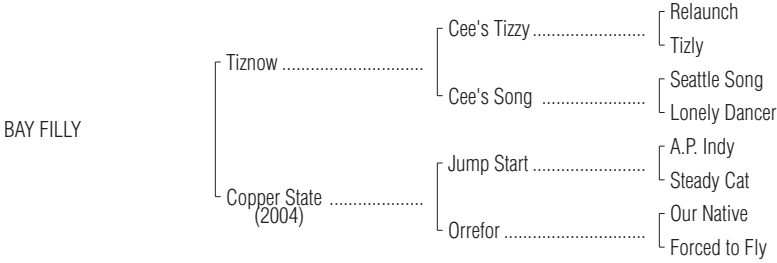 Relaunch
Cee's Tizzy
Tizly
Tiznow
Seattle Song
Cee's Song
Lonely Dancer
BAY FILLY
A.P. Indy
Jump Start
Steady Cat
Copper State
(2004)
Our Native
Orrefor
Forced to Fly